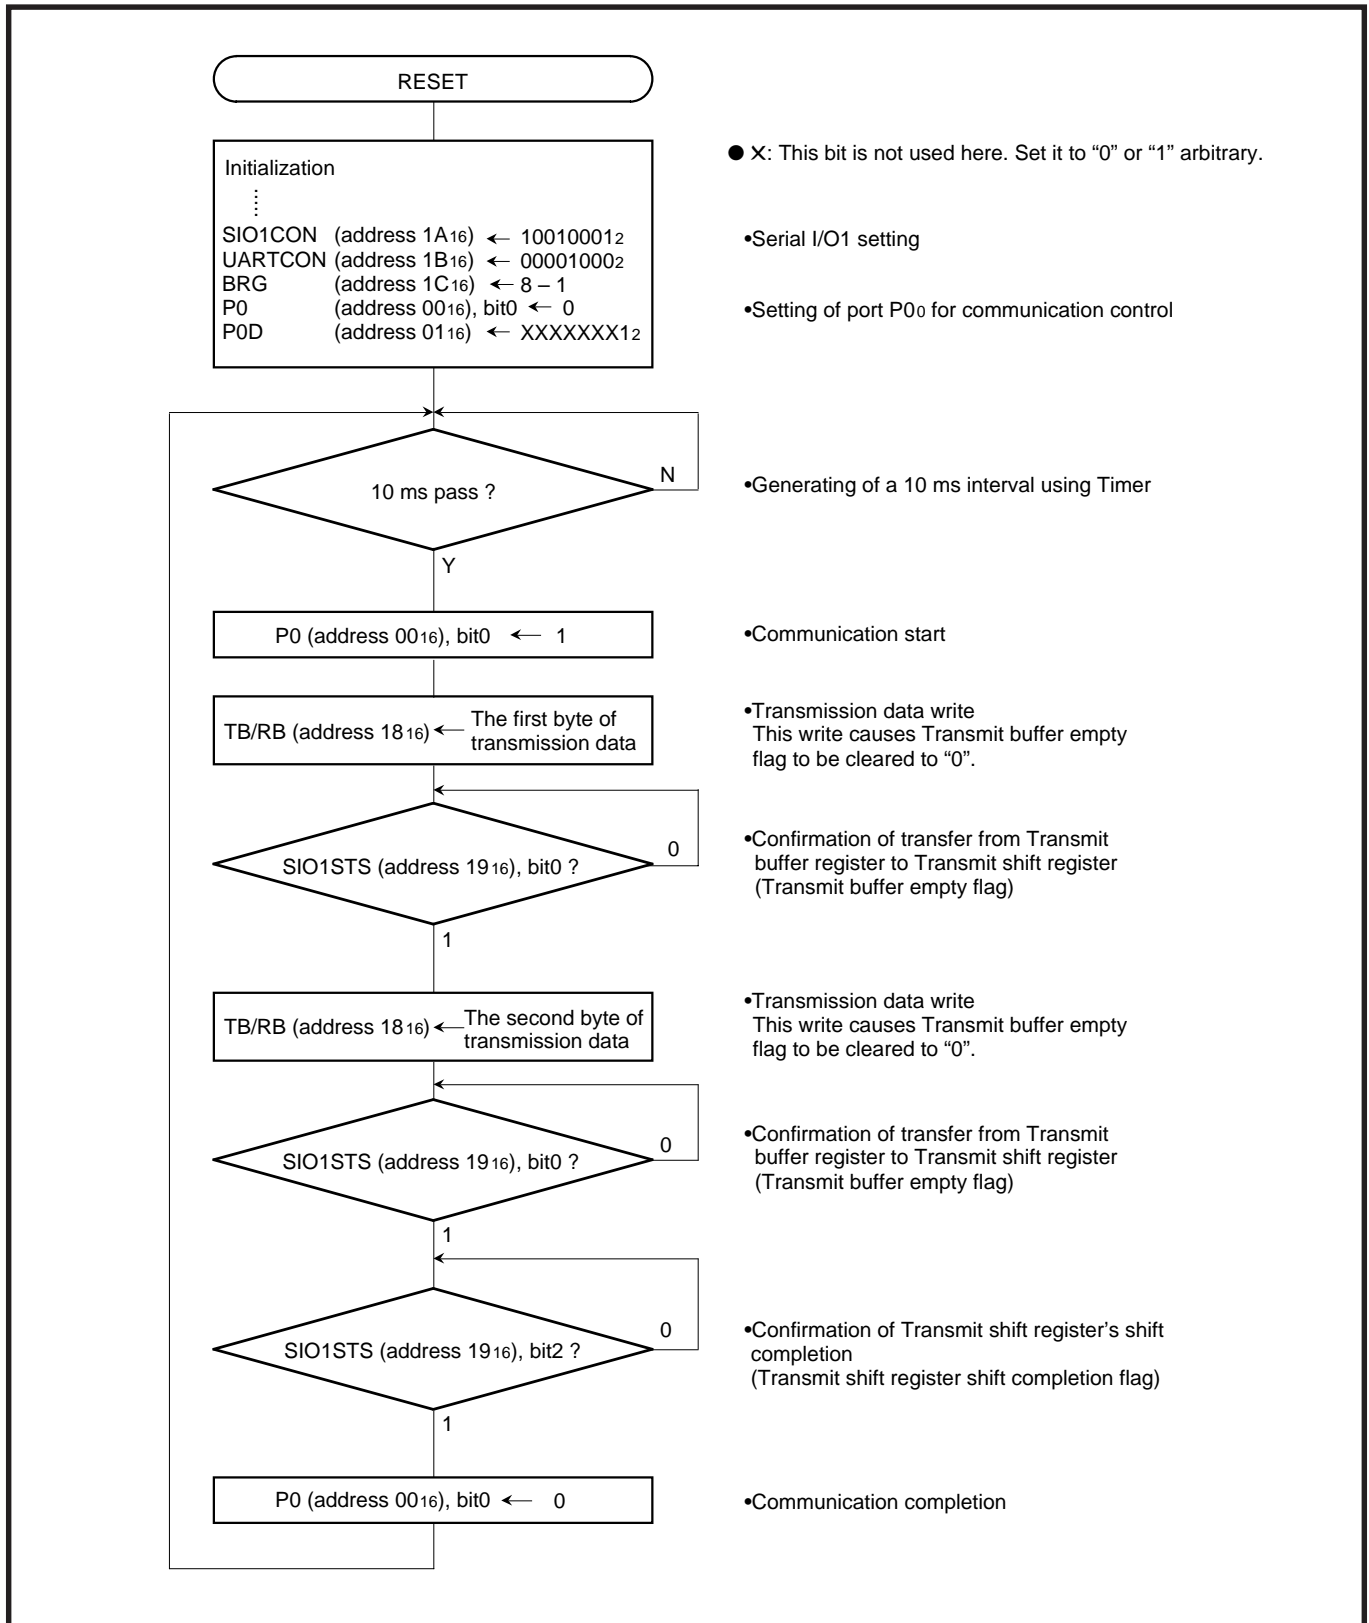 RESET
● X: This bit is not used here. Set it to “0” or “1” arbitrary.
Initialization
SIO1CON (address 1A16) ← 100100012
•Serial I/O1 setting
UARTCON (address 1B16) ← 000010002
BRG (address 1C16) ← 8 – 1
P0 (address 0016), bit0 ← 0
•Setting of port P00 for communication control
P0D (address 0116) ← XXXXXXX12
10 ms pass ?
N
•Generating of a 10 ms interval using Timer
Y
P0 (address 0016), bit0 ← 1
•Communication start
TB/RB (address 1816) ← The first byte of
transmission data
•Transmission data write
This write causes Transmit buffer empty
flag to be cleared to “0”.
SIO1STS (address 1916), bit0 ?
0
•Confirmation of transfer from Transmit
buffer register to Transmit shift register
(Transmit buffer empty flag)
1
TB/RB (address 1816) ← The second byte of
transmission data
•Transmission data write
This write causes Transmit buffer empty
flag to be cleared to “0”.
SIO1STS (address 1916), bit0 ?
0
•Confirmation of transfer from Transmit
buffer register to Transmit shift register
(Transmit buffer empty flag)
1
SIO1STS (address 1916), bit2 ?
0
•Confirmation of Transmit shift register’s shift
completion
(Transmit shift register shift completion flag)
1
P0 (address 0016), bit0 ← 0
•Communication completion